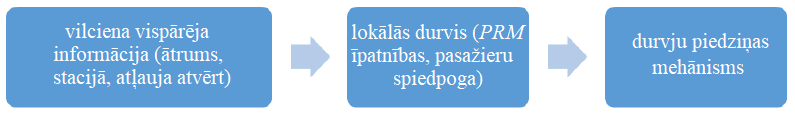 vilciena vispārēja
informācija (ātrums,
stacijā, atļauja atvērt)
lokālās durvis (PRM
īpatnības, pasažieru
spiedpoga)
durvju piedziņas
mehānisms